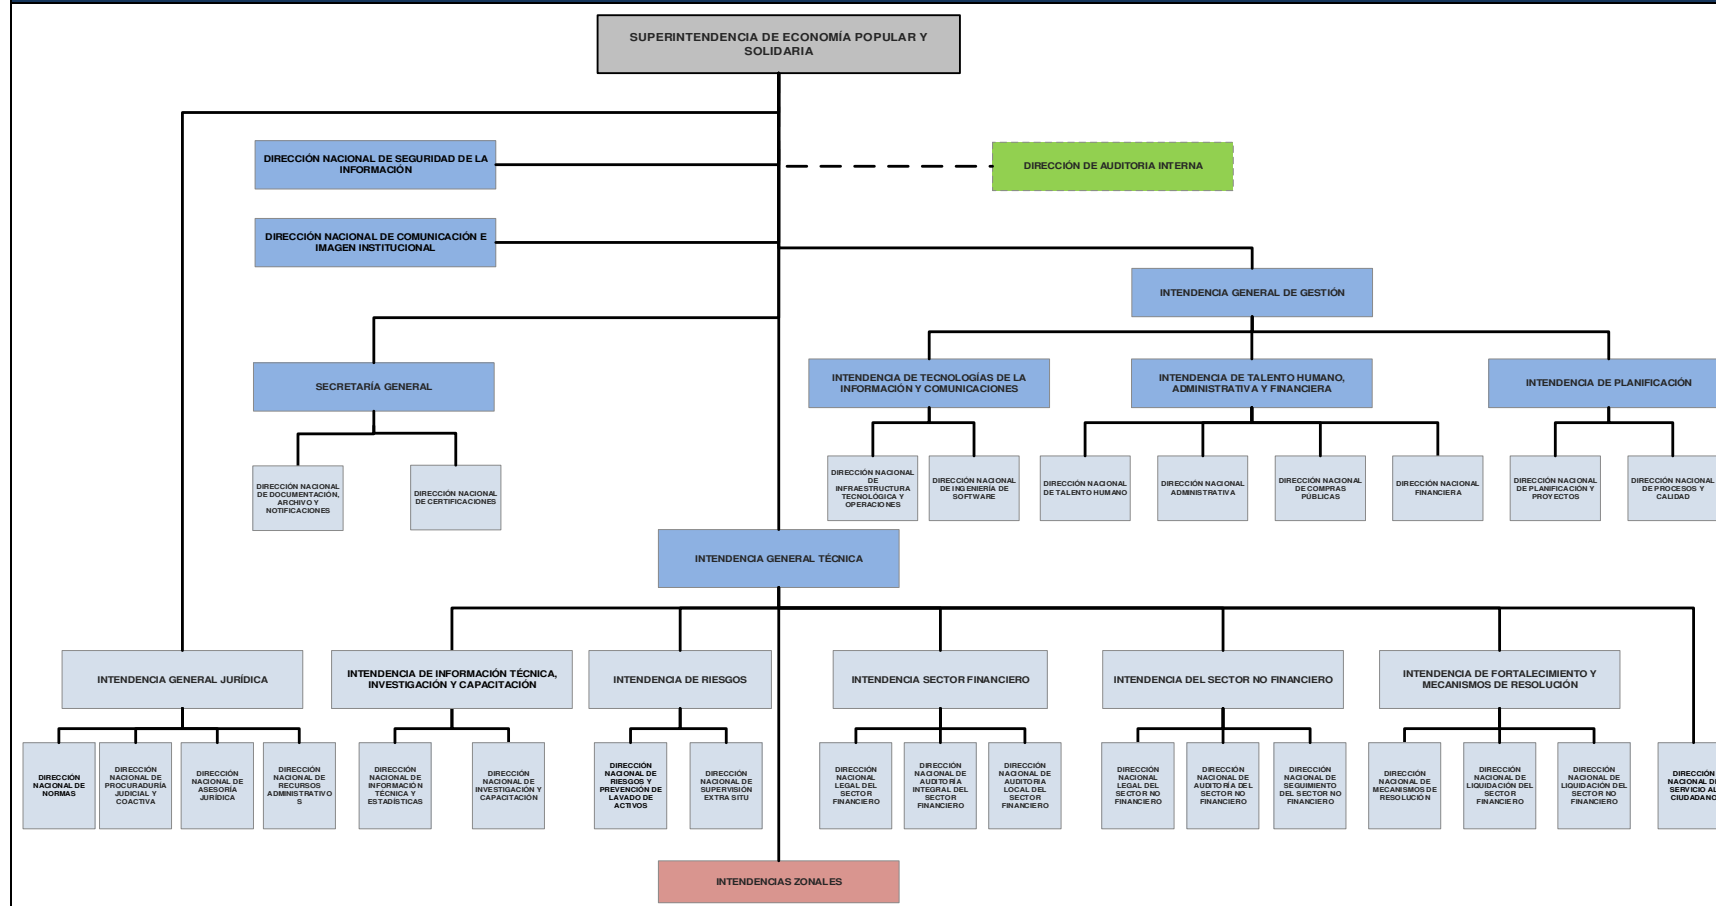 SUPERINTENDENCIA DE ECONOMÍA POPULAR Y
SOLIDARIA
DIRECCIÓN NACIONAL DE SEGURIDAD DE LA
INFORMACIÓN
DIRECCIÓN DE AUDITORIA INTERNA
DIRECCIÓN NACIONAL DE COMUNICACIÓN E
IMAGEN INSTITUCIONAL
INTENDENCIA GENERAL DE GESTIÓN
SECRETARÍA GENERAL
INTENDENCIA DE TECNOLOGÍAS DE LA
INFORMACIÓN Y COMUNICACIONES
INTENDENCIA DE TALENTO HUMANO,
ADMINISTRATIVA Y FINANCIERA
INTENDENCIA DE PLANIFICACIÓN
DIRECCIÓN NACIONAL
DE DOCUMENTACIÓN,
ARCHIVO Y
NOTIFICACIONES
DIRECCIÓN NACIONAL
DE CERTIFICACIONES
DIRECCIÓN NACIONAL
DE
INFRAESTRUCTURA
TECNOLÓGICA Y
OPERACIONES
DIRECCIÓN NACIONAL
DE INGENIERÍA DE
SOFTWARE
DIRECCIÓN NACIONAL
DE TALENTO HUMANO
DIRECCIÓN NACIONAL
ADMINISTRATIVA
DIRECCIÓN NACIONAL
DE COMPRAS
PÚBLICAS
DIRECCIÓN NACIONAL
FINANCIERA
DIRECCIÓN NACIONAL
DE PLANIFICACIÓN Y
PROYECTOS
DIRECCIÓN NACIONAL
DE PROCESOS Y
CALIDAD
INTENDENCIA GENERAL TÉCNICA
INTENDENCIA GENERAL JURÍDICA
INTENDENCIA DE INFORMACIÓN TÉCNICA,
INVESTIGACIÓN Y CAPACITACIÓN
INTENDENCIA DE RIESGOS
INTENDENCIA SECTOR FINANCIERO
INTENDENCIA DEL SECTOR NO FINANCIERO
INTENDENCIA DE FORTALECIMIENTO Y
MECANISMOS DE RESOLUCIÓN
DIRECCIÓN
NACIONAL DE
NORMAS
DIRECCIÓN
NACIONAL DE
PROCURADURÍA
JUDICIAL Y
COACTIVA
DIRECCIÓN
NACIONAL DE
ASESORÍA
JURÍDICA
DIRECCIÓN
NACIONAL DE
RECURSOS
ADMINISTRATIVO
S
DIRECCIÓN
NACIONAL DE
INFORMACIÓN
TÉCNICA Y
ESTADÍSTICAS
DIRECCIÓN
NACIONAL DE
INVESTIGACIÓN Y
CAPACITACIÓN
DIRECCIÓN
NACIONAL DE
RIESGOS Y
PREVENCIÓN DE
LAVADO DE
ACTIVOS
DIRECCIÓN
NACIONAL DE
SUPERVISIÓN
EXTRA SITU
DIRECCIÓN
NACIONAL
LEGAL DEL
SECTOR
FINANCIERO
DIRECCIÓN
NACIONAL DE
AUDITORÍA
INTEGRAL DEL
SECTOR
FINANCIERO
DIRECCIÓN
NACIONAL DE
AUDITORIA
LOCAL DEL
SECTOR
FINANCIERO
DIRECCIÓN
NACIONAL
LEGAL DEL
SECTOR NO
FINANCIERO
DIRECCIÓN
NACIONAL DE
AUDITORÍA DEL
SECTOR NO
FINANCIERO
DIRECCIÓN
NACIONAL DE
SEGUIMIENTO
DEL SECTOR NO
FINANCIERO
DIRECCIÓN
NACIONAL DE
MECANISMOS DE
RESOLUCIÓN
DIRECCIÓN
NACIONAL DE
LIQUIDACIÓN DEL
SECTOR
FINANCIERO
DIRECCIÓN
NACIONAL DE
LIQUIDACIÓN DEL
SECTOR NO
FINANCIERO
DIRECCIÓN
NACIONAL DE
SERVICIO AL
CIUDADANO
INTENDENCIAS ZONALES